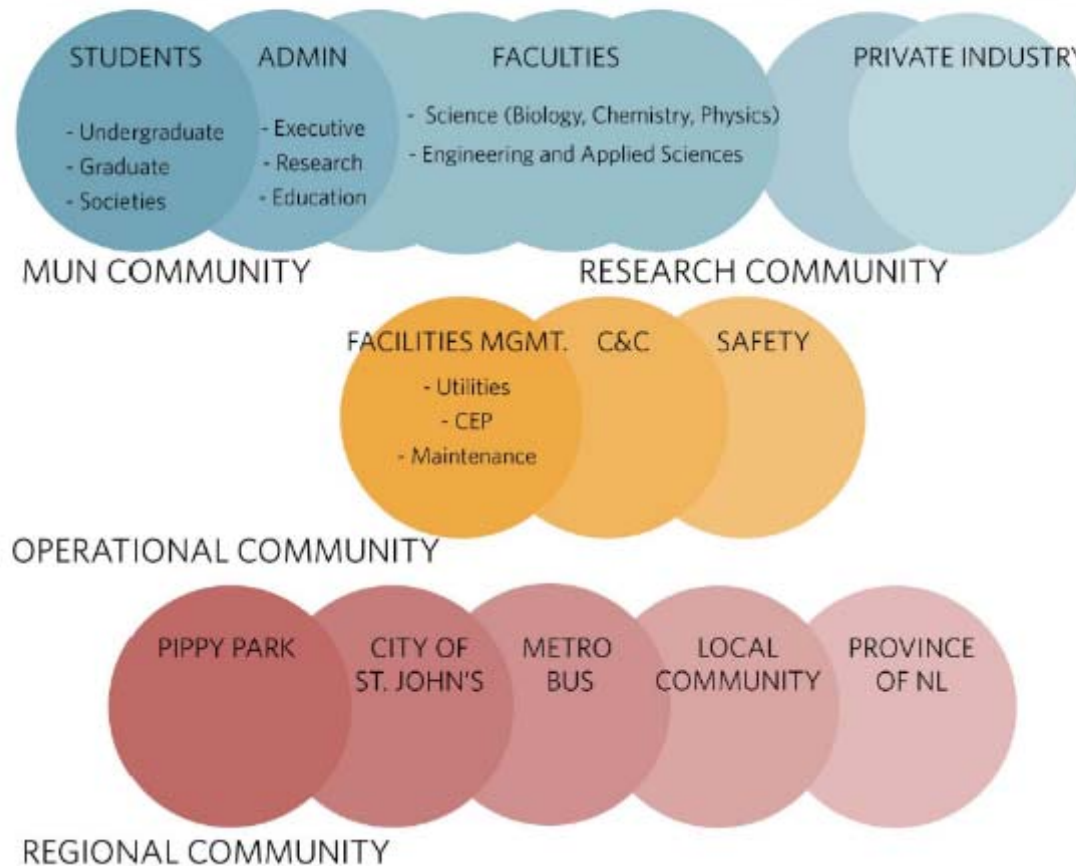 STUDENTS
- Undergraduate
- Graduate
- Societies
ADMIN
- Executive
- Research
- Education
FACULTIES
- Science (Biology, Chemistry, Physics)
- Engineering and Applied Sciences
PRIVATE INDUSTRY
MUN COMMUNITY
RESEARCH COMMUNITY
FACILITIES MGMT.
- Utilities
- CEP
- Maintenance
C&C
SAFETY
OPERATIONAL COMMUNITY
PIPPY PARK
CITY OF
ST. JOHN'S
METRO
BUS
LOCAL
COMMUNITY
PROVINCE
OF NL
REGIONAL COMMUNITY